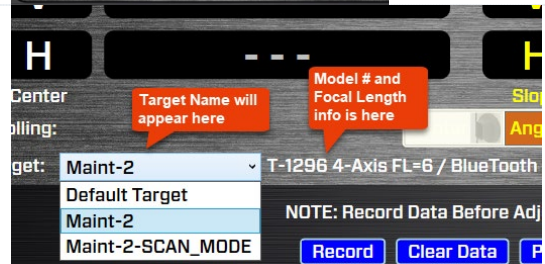 H
---
H
Center
Slop
Target Name will
appear here
Model # and
Focal Length
info is here
olling:
Ang
get:
Maint-2
T-1296 4-Axis FL=6 / BlueTooth
Default Target
Maint-2
Maint-2-SCAN_MODE
NOTE: Record Data Before Adj
Record
Clear Data
P